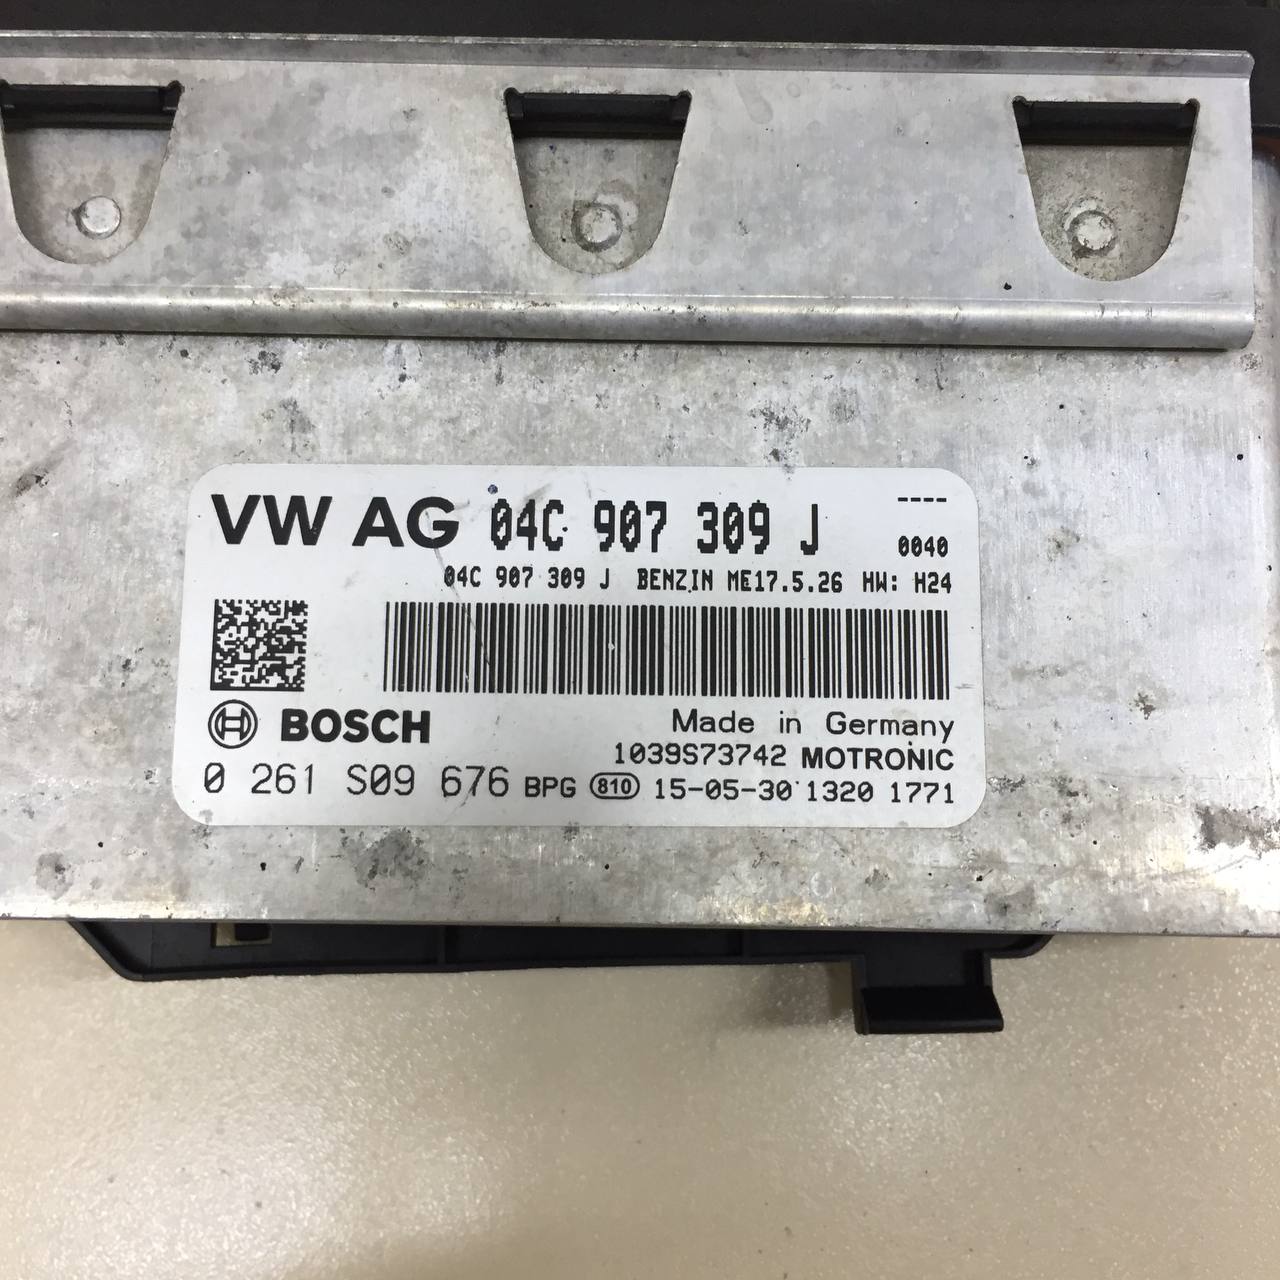 VW AG 04C 907 309 J ----
0040
04C 907 309 J BENZIN ME17.5.26 HW: H24
BOSCH
Made in Germany
1039S73742 MOTRONIC
0 261 S09 676 BPG 810 15-05-30 1320 1771